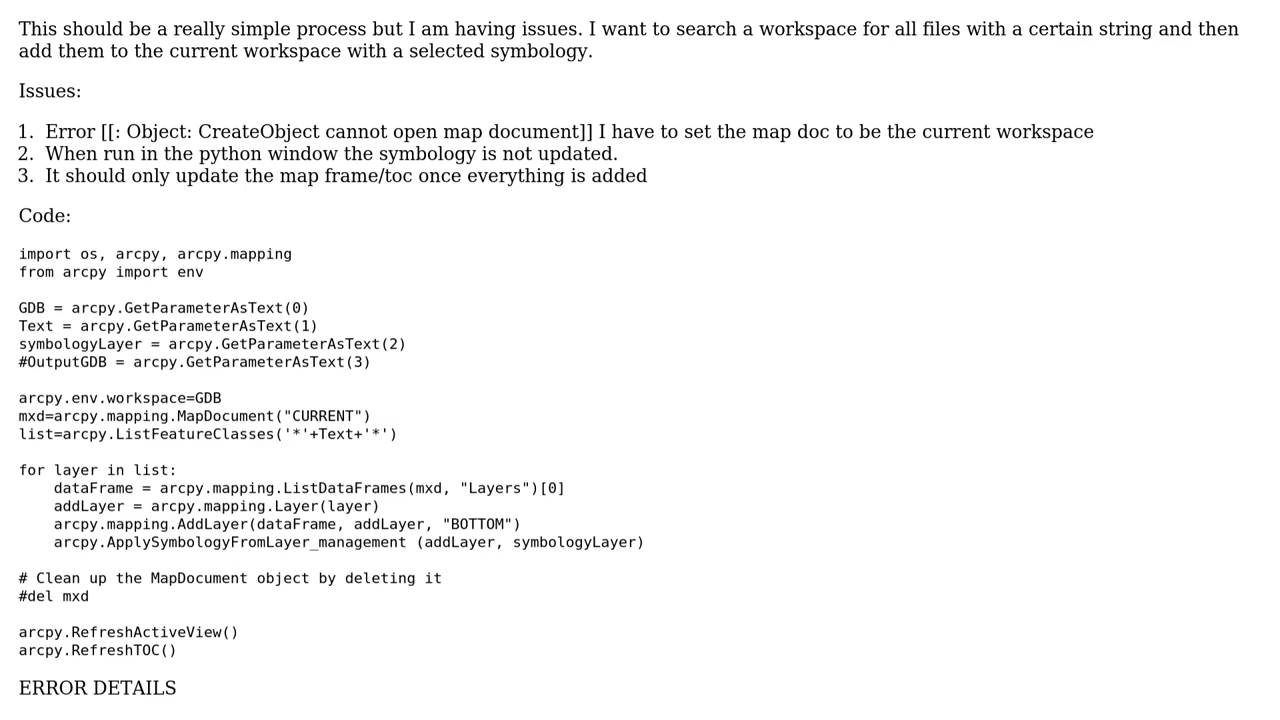 This should be a really simple process but I am having issues. I want to search a workspace for all files with a certain string and then
add them to the current workspace with a selected symbology.
Issues:
1. Error [[: Object: CreateObject cannot open map document]] I have to set the map doc to be the current workspace
2. When run in the python window the symbology is not updated.
3. It should only update the map frame/toc once everything is added
Code:
import os, arcpy, arcpy.mapping
from arcpy import env
GDB = arcpy.GetParameterAsText(0)
Text = arcpy.GetParameterAsText(1)
symbologyLayer = arcpy.GetParameterAsText(2)
#OutputGDB = arcpy.GetParameterAsText(3)
arcpy.env.workspace=GDB
mxd=arcpy.mapping.MapDocument("CURRENT")
list=arcpy.ListFeatureClasses('*'+Text+'*')
for layer in list:
    dataFrame = arcpy.mapping.ListDataFrames(mxd, "Layers")[0]
    addLayer = arcpy.mapping.Layer(layer)
    arcpy.mapping.AddLayer(dataFrame, addLayer, "BOTTOM")
    arcpy.ApplySymbologyFromLayer_management (addLayer, symbologyLayer)
# Clean up the MapDocument object by deleting it
#del mxd
arcpy.RefreshActiveView()
arcpy.RefreshTOC()
ERROR DETAILS